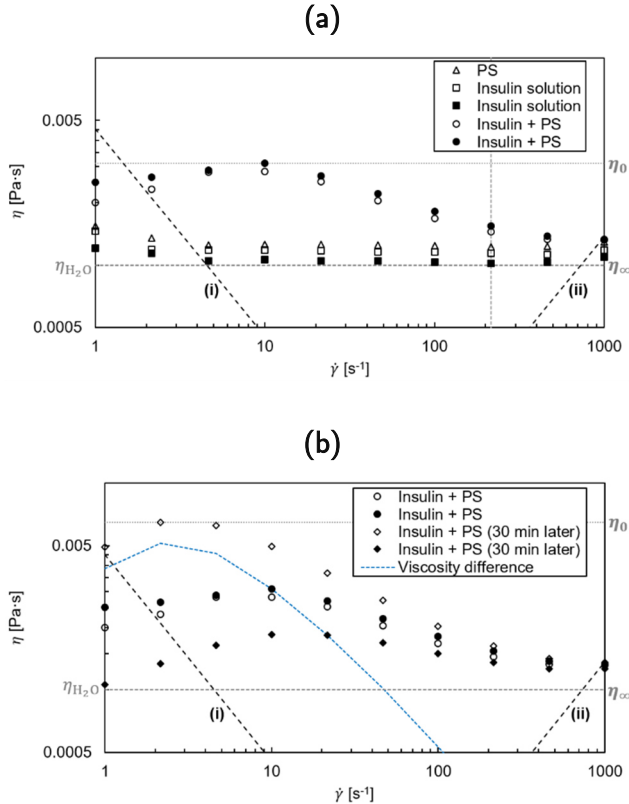 (a)
PS
Insulin solution
Insulin solution
Insulin + PS
Insulin + PS
0.005
η₀
η [Pa·s]
η_H₂O
η∞
(i)
(ii)
0.0005
1
10
100
1000
γ̇ [s⁻¹]
(b)
Insulin + PS
Insulin + PS
Insulin + PS (30 min later)
Insulin + PS (30 min later)
Viscosity difference
η₀
0.005
η [Pa·s]
η_H₂O
η∞
(i)
(ii)
0.0005
1
10
100
1000
γ̇ [s⁻¹]